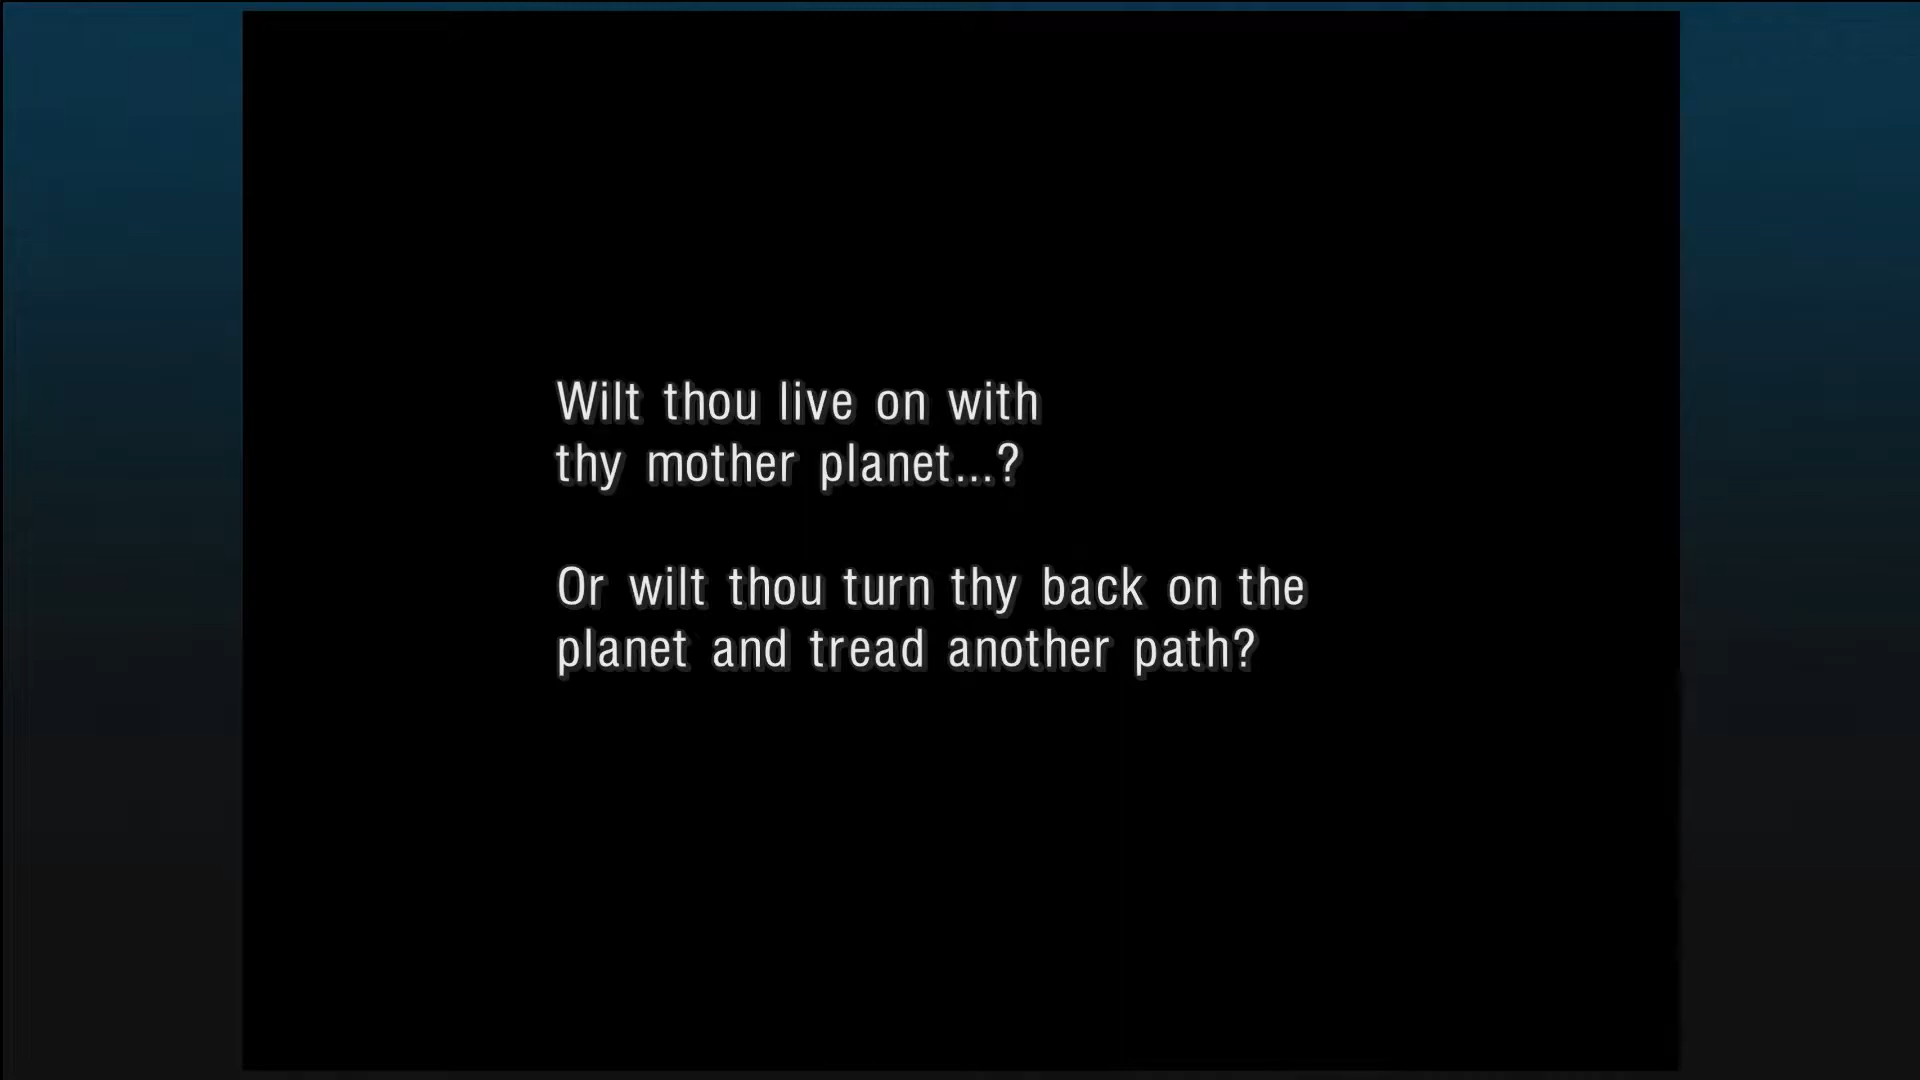 Wilt thou live on with
thy mother planet...?
Or wilt thou turn thy back on the
planet and tread another path?